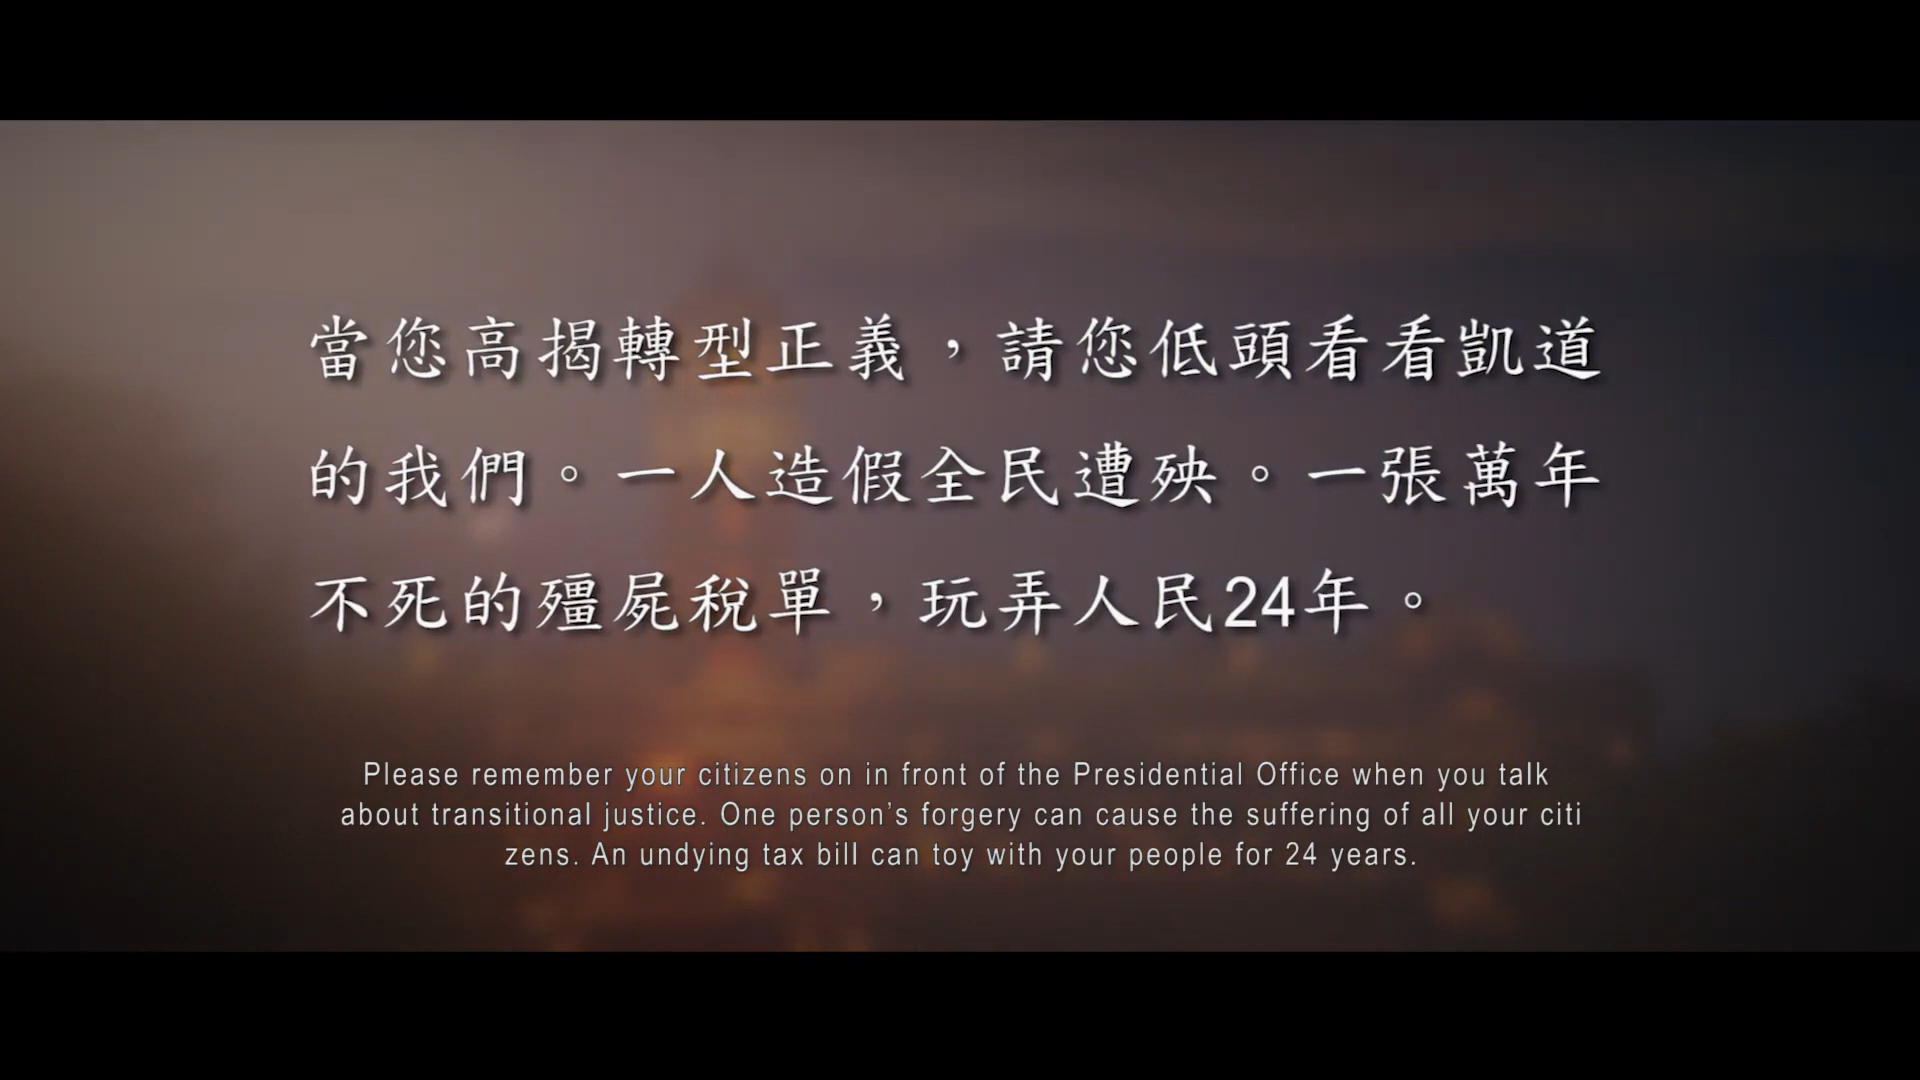 當您高揭轉型正義，請您低頭看看凱道
的我們。一人造假全民遭殃。一張萬年
不死的殭屍稅單，玩弄人民24年。
Please remember your citizens on in front of the Presidential Office when you talk
about transitional justice. One person’s forgery can cause the suffering of all your citi
zens. An undying tax bill can toy with your people for 24 years.